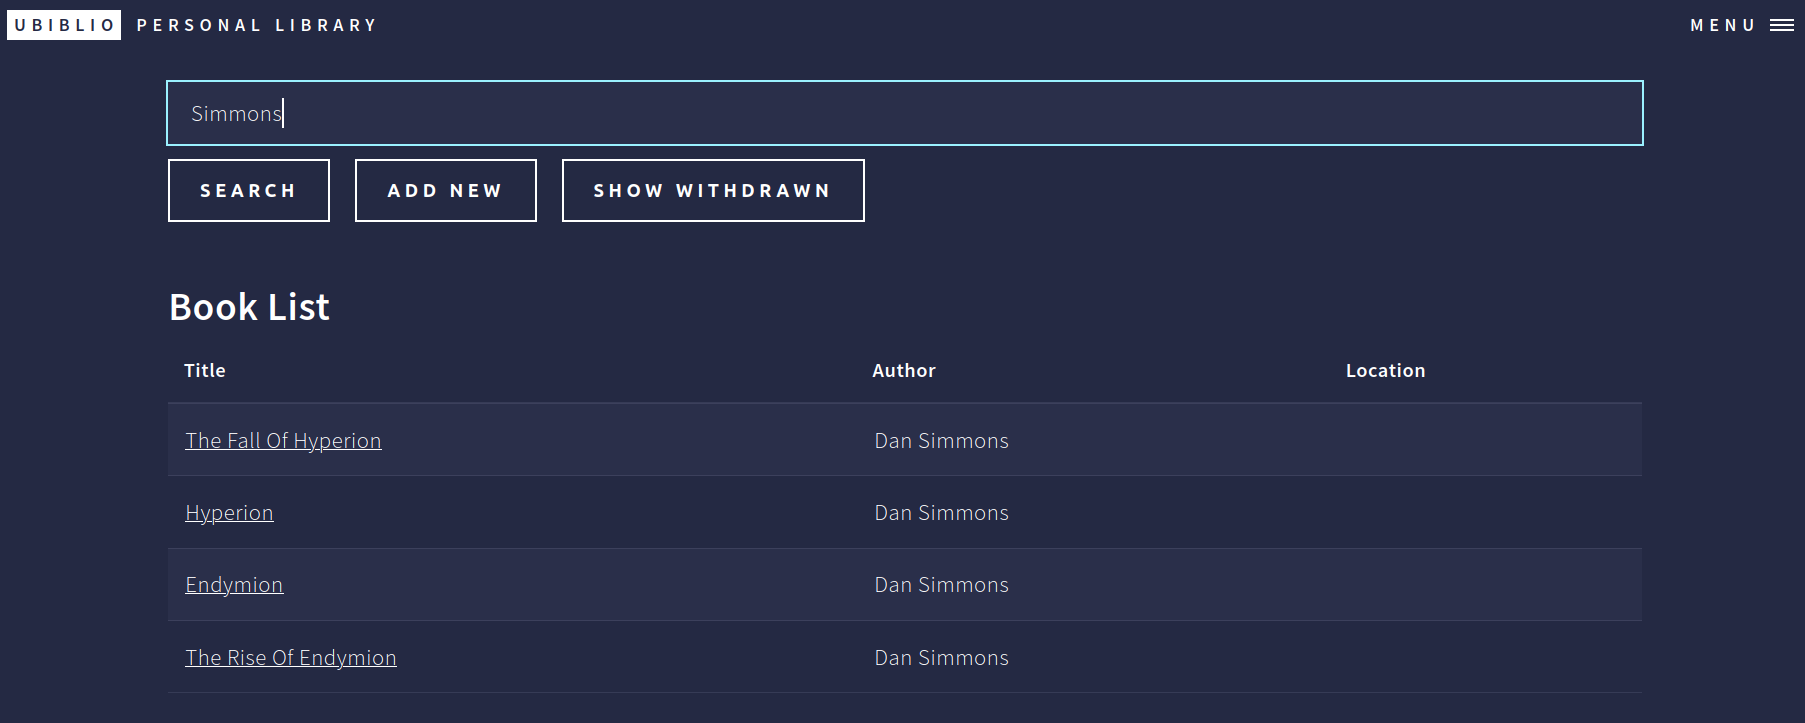 UBIBLIO PERSONAL LIBRARY MENU
Simmons
SEARCH ADD NEW SHOW WITHDRAWN
Book List
Title Author Location
The Fall Of Hyperion Dan Simmons
Hyperion Dan Simmons
Endymion Dan Simmons
The Rise Of Endymion Dan Simmons